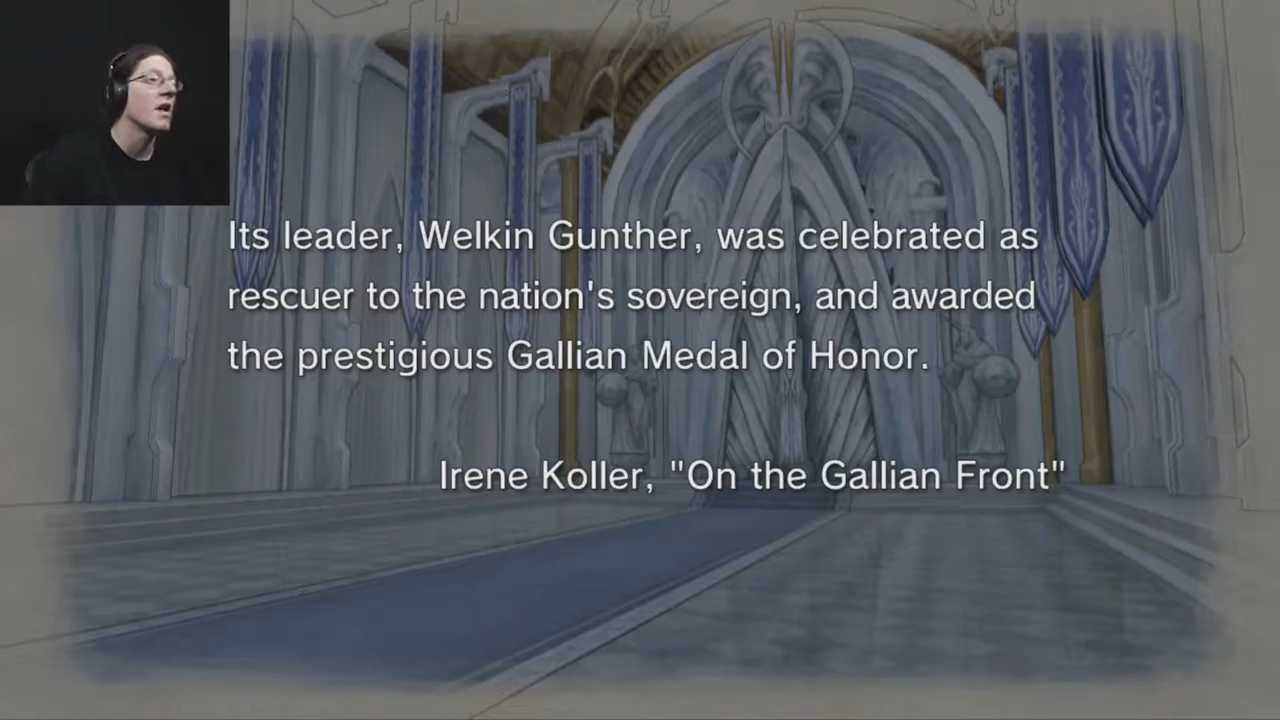 Its leader, Welkin Gunther, was celebrated as
rescuer to the nation's sovereign, and awarded
the prestigious Gallian Medal of Honor.
Irene Koller, "On the Gallian Front"